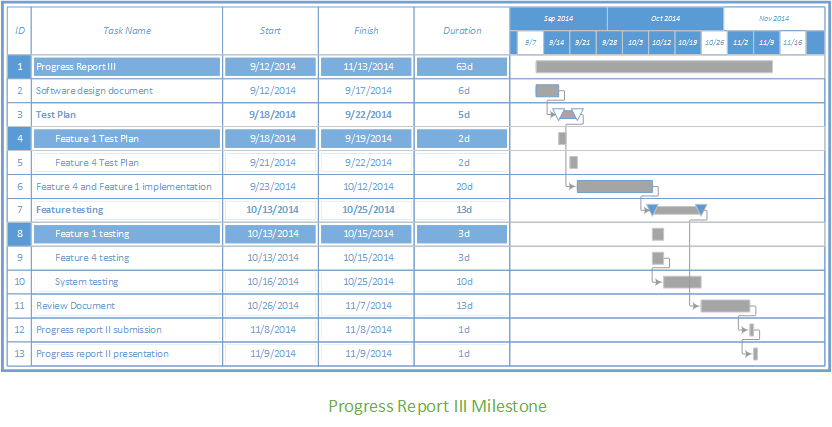 ID Task Name Start Finish Duration Sep 2014 Oct 2014 Nov 2014
9/7 9/14 9/21 9/28 10/5 10/12 10/19 10/26 11/2 11/9 11/16
1 Progress Report III 9/12/2014 11/13/2014 63d
2 Software design document 9/12/2014 9/17/2014 6d
3 Test Plan 9/18/2014 9/22/2014 5d
4 Feature 1 Test Plan 9/18/2014 9/19/2014 2d
5 Feature 4 Test Plan 9/21/2014 9/22/2014 2d
6 Feature 4 and Feature 1 implementation 9/23/2014 10/12/2014 20d
7 Feature testing 10/13/2014 10/25/2014 13d
8 Feature 1 testing 10/13/2014 10/15/2014 3d
9 Feature 4 testing 10/13/2014 10/15/2014 3d
10 System testing 10/16/2014 10/25/2014 10d
11 Review Document 10/26/2014 11/7/2014 13d
12 Progress report II submission 11/8/2014 11/8/2014 1d
13 Progress report II presentation 11/9/2014 11/9/2014 1d
Progress Report III Milestone